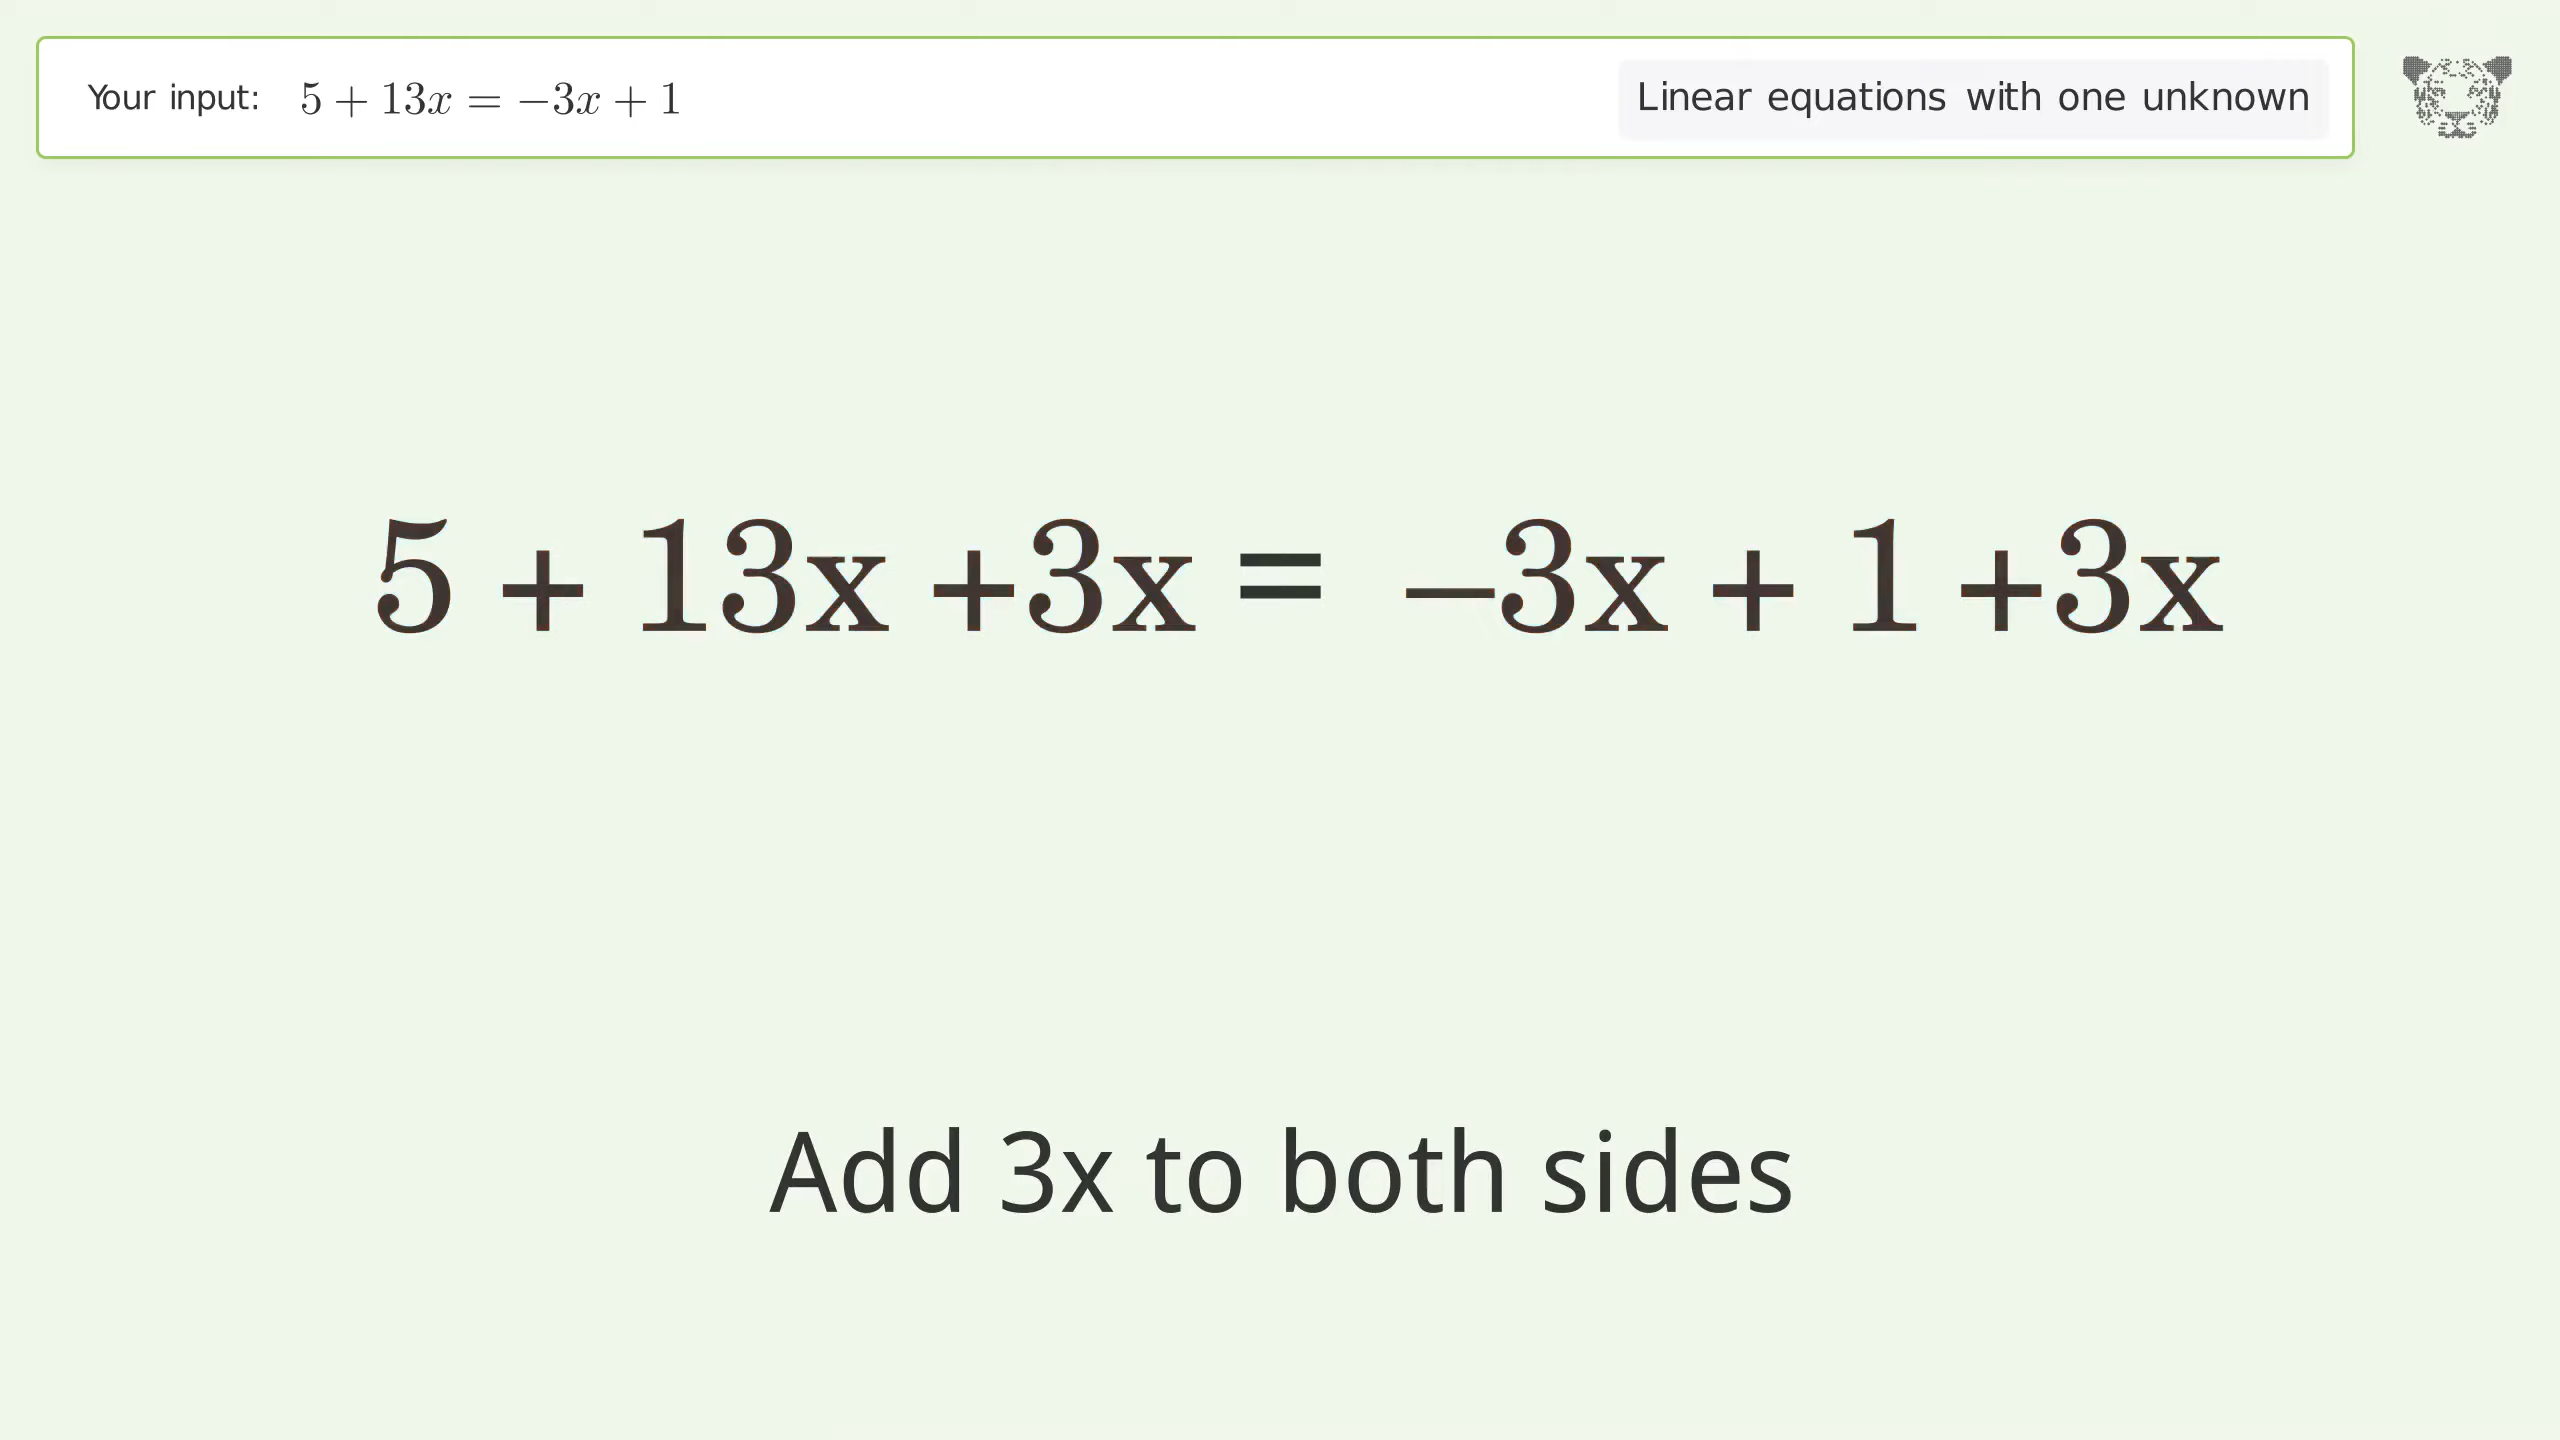 Your input: 5 + 13x = −3x + 1
Linear equations with one unknown
5 + 13x +3x = −3x + 1 +3x
Add 3x to both sides